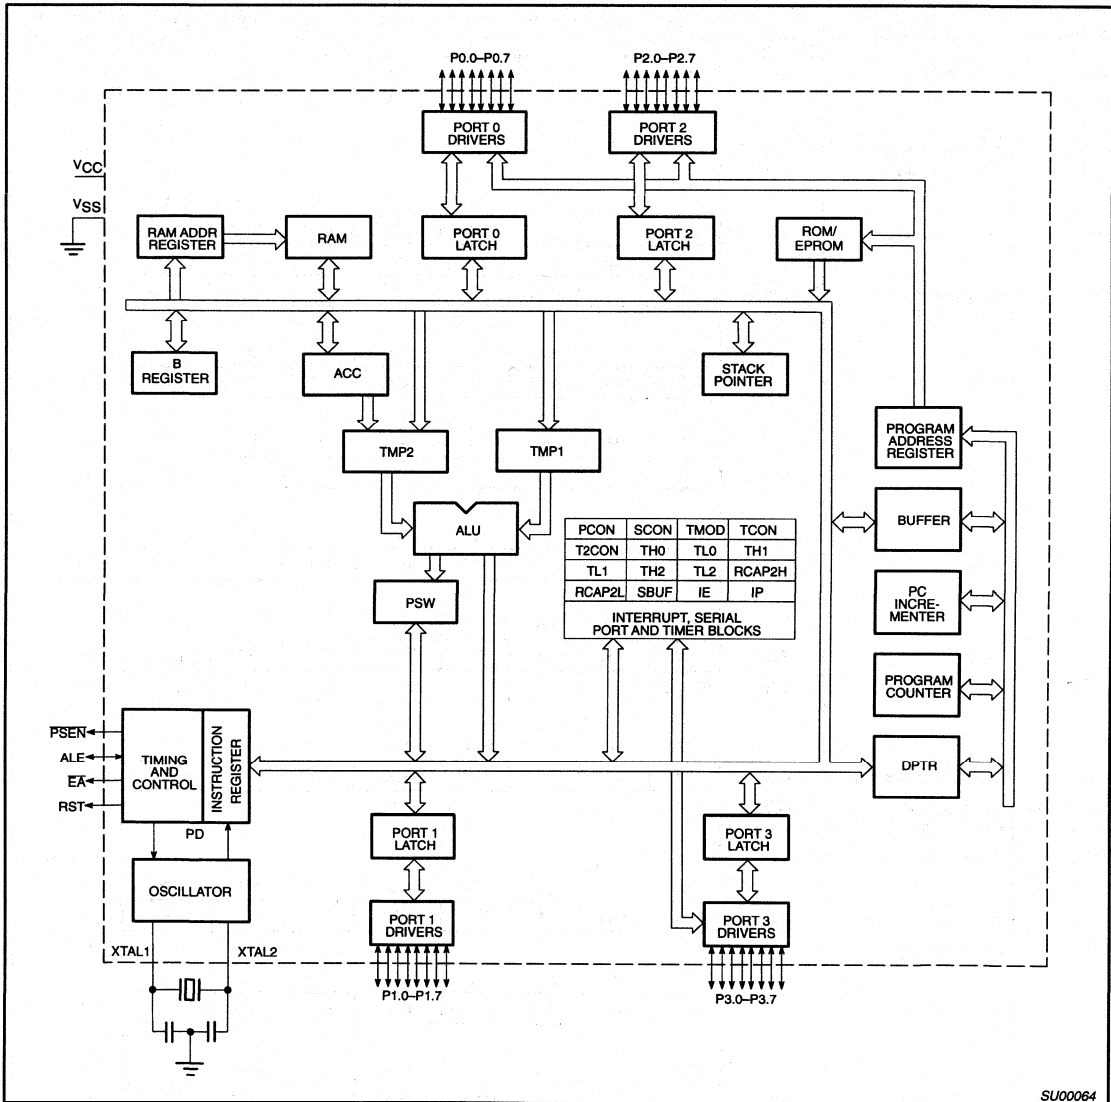 P0.0–P0.7
P2.0–P2.7
PORT 0
DRIVERS
PORT 2
DRIVERS
VCC
VSS
RAM ADDR
REGISTER
RAM
PORT 0
LATCH
PORT 2
LATCH
ROM/
EPROM
B
REGISTER
ACC
STACK
POINTER
PROGRAM
ADDRESS
REGISTER
TMP2
TMP1
ALU
BUFFER
PCON SCON TMOD TCON
T2CON TH0 TL0 TH1
TL1 TH2 TL2 RCAP2H
RCAP2L SBUF IE IP
INTERRUPT, SERIAL
PORT AND TIMER BLOCKS
PSW
PC
INCRE-
MENTER
PROGRAM
COUNTER
PSEN
ALE
EA
RST
TIMING
AND
CONTROL
INSTRUCTION
REGISTER
DPTR
PD
PORT 1
LATCH
PORT 3
LATCH
OSCILLATOR
PORT 1
DRIVERS
PORT 3
DRIVERS
XTAL1
XTAL2
P1.0–P1.7
P3.0–P3.7
SU00064